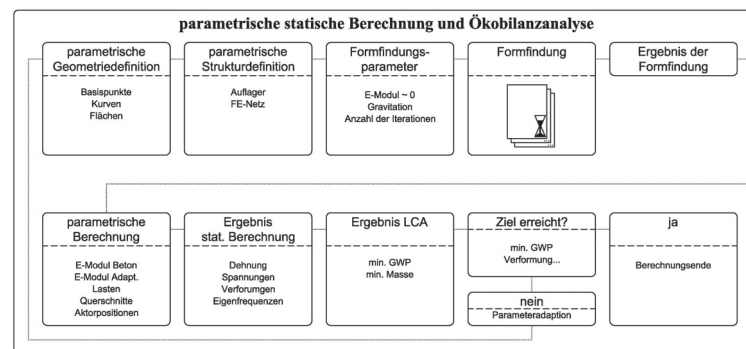 parametrische statische Berechnung und Ökobilanzanalyse
parametrische
Geometriedefinition
Basispunkte
Kurven
Flächen
parametrische
Strukturdefinition
Auflager
FE-Netz
Formfindungs-
parameter
E-Modul ~ 0
Gravitation
Anzahl der Iterationen
Formfindung
Ergebnis der
Formfindung
parametrische
Berechnung
E-Modul Beton
E-Modul Adapt.
Lasten
Querschnitte
Aktorpositionen
Ergebnis
stat. Berechnung
Dehnung
Spannungen
Verforumgen
Eigenfrequenzen
Ergebnis LCA
min. GWP
min. Masse
Ziel erreicht?
min. GWP
Verformung...
nein
Parameteradaption
ja
Berechnungsende